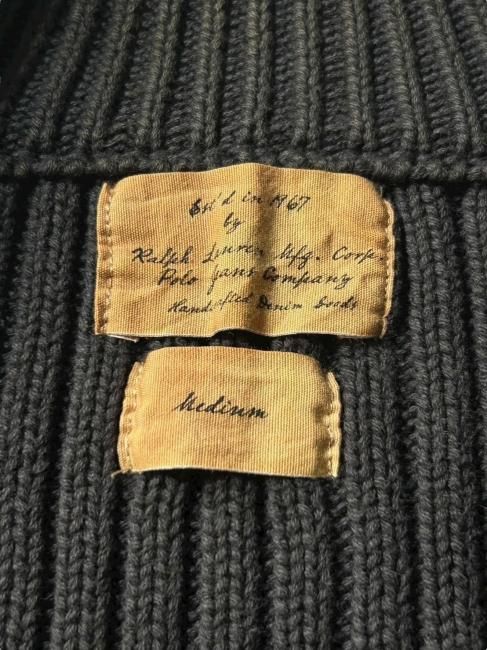 Est'd in 1967
by
Ralph Lauren Mfg. Corp.
Polo Jeans Company
Handcrafted Denim Goods
Medium